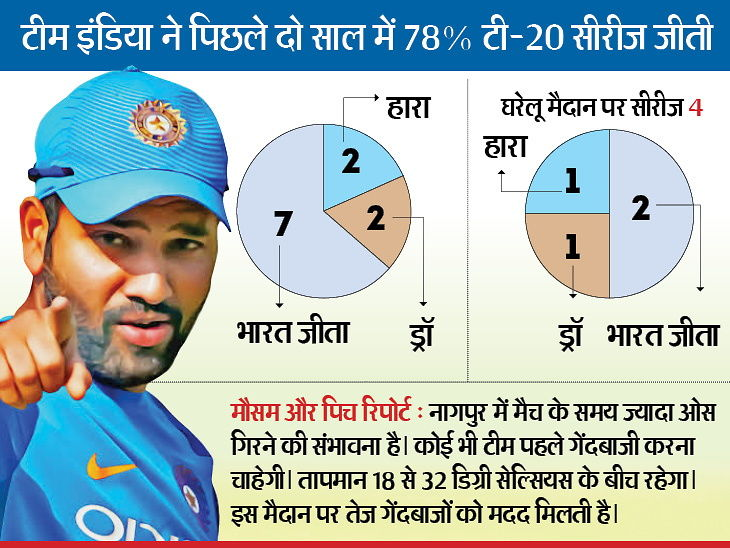 टीम इंडिया ने पिछले दो साल में 78% टी-20 सीरीज जीती
हारा
2
2
7
भारत जीता
ड्रॉ
घरेलू मैदान पर सीरीज 4
हारा
1
2
1
ड्रॉ
भारत जीता
मौसम और पिच रिपोर्ट : नागपुर में मैच के समय ज्यादा ओस
गिरने की संभावना है। कोई भी टीम पहले गेंदबाजी करना
चाहेगी। तापमान 18 से 32 डिग्री सेल्सियस के बीच रहेगा।
इस मैदान पर तेज गेंदबाजों को मदद मिलती है।